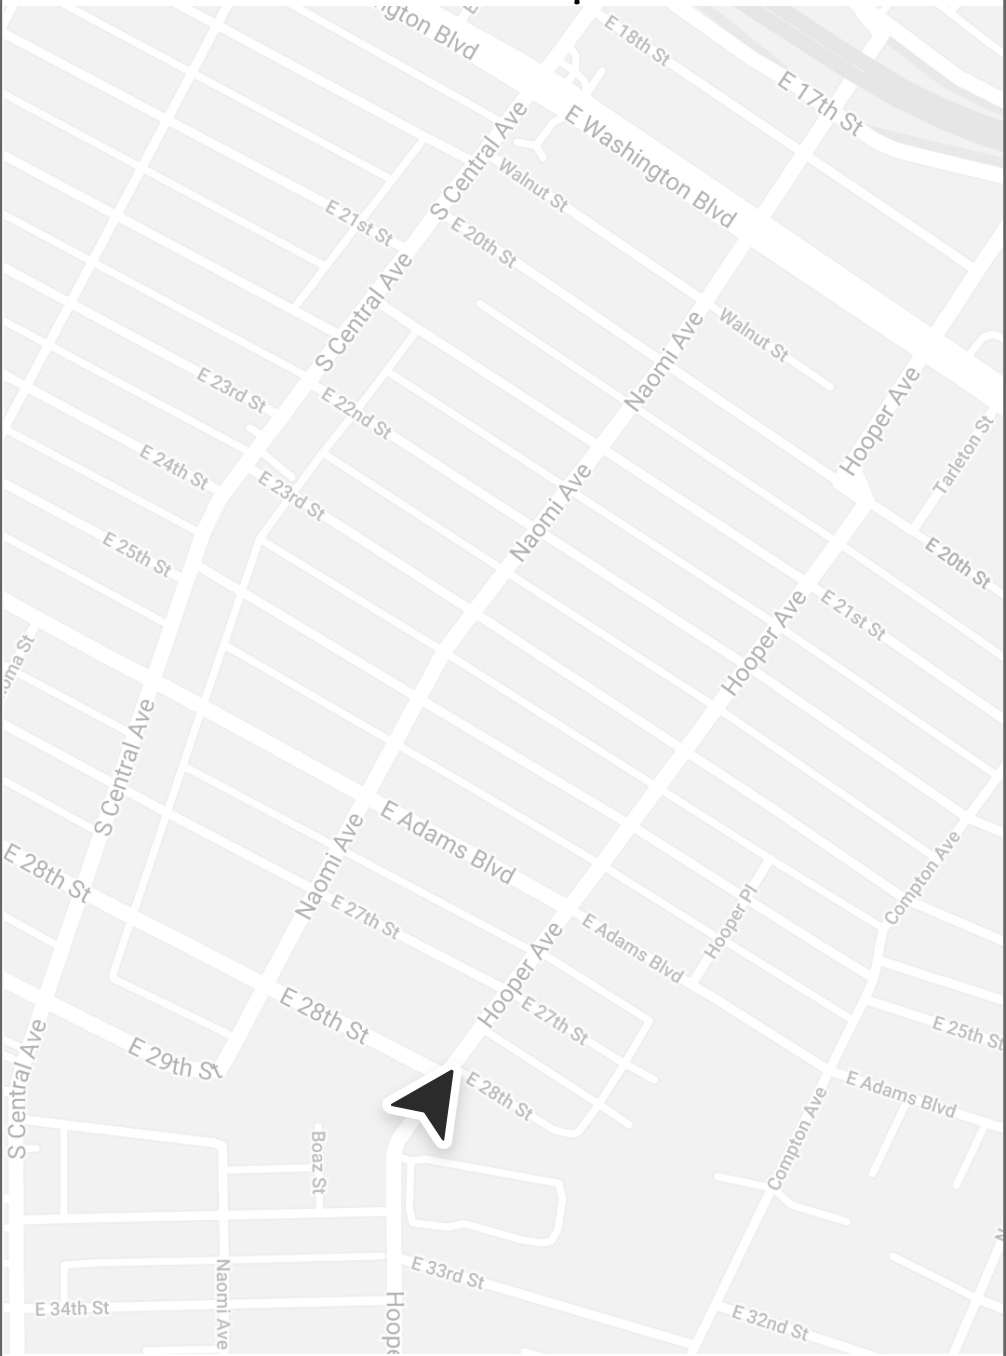 E Washington Blvd
E 18th St
E 17th St
S Central Ave
Walnut St
E 21st St
E 20th St
S Central Ave
Naomi Ave
Walnut St
E 23rd St
E 22nd St
Hooper Ave
Tarleton St
E 24th St
E 23rd St
Naomi Ave
E 25th St
E 20th St
E 21st St
Hooper Ave
S Central Ave
E Adams Blvd
E 28th St
Naomi Ave
E 27th St
Hooper Pl
Compton Ave
E Adams Blvd
Hooper Ave
E 28th St
E 27th St
E 25th St
E 29th St
S Central Ave
E 28th St
E Adams Blvd
Compton Ave
Boaz St
E 33rd St
Naomi Ave
E 34th St
E 32nd St